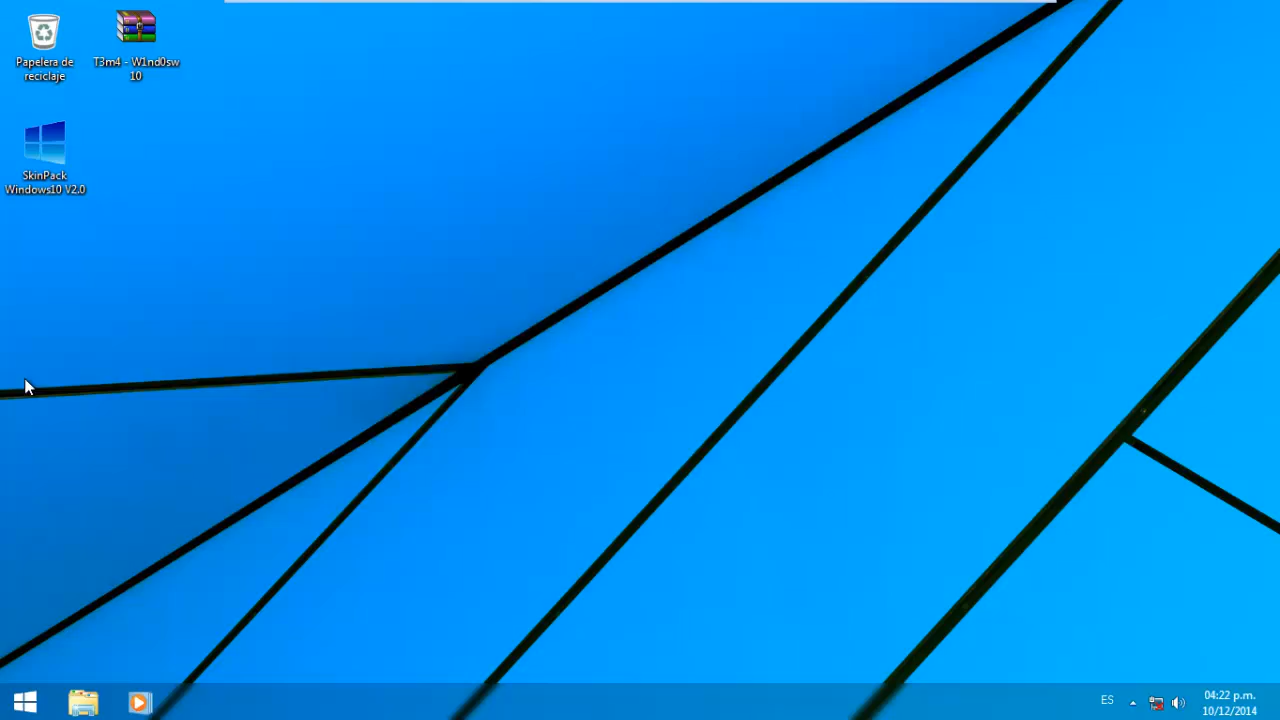 Papelera de
reciclaje
T3m4 - W1nd0sw
10
SkinPack
Windows10 V2.0
ES
04:22 p.m.
10/12/2014